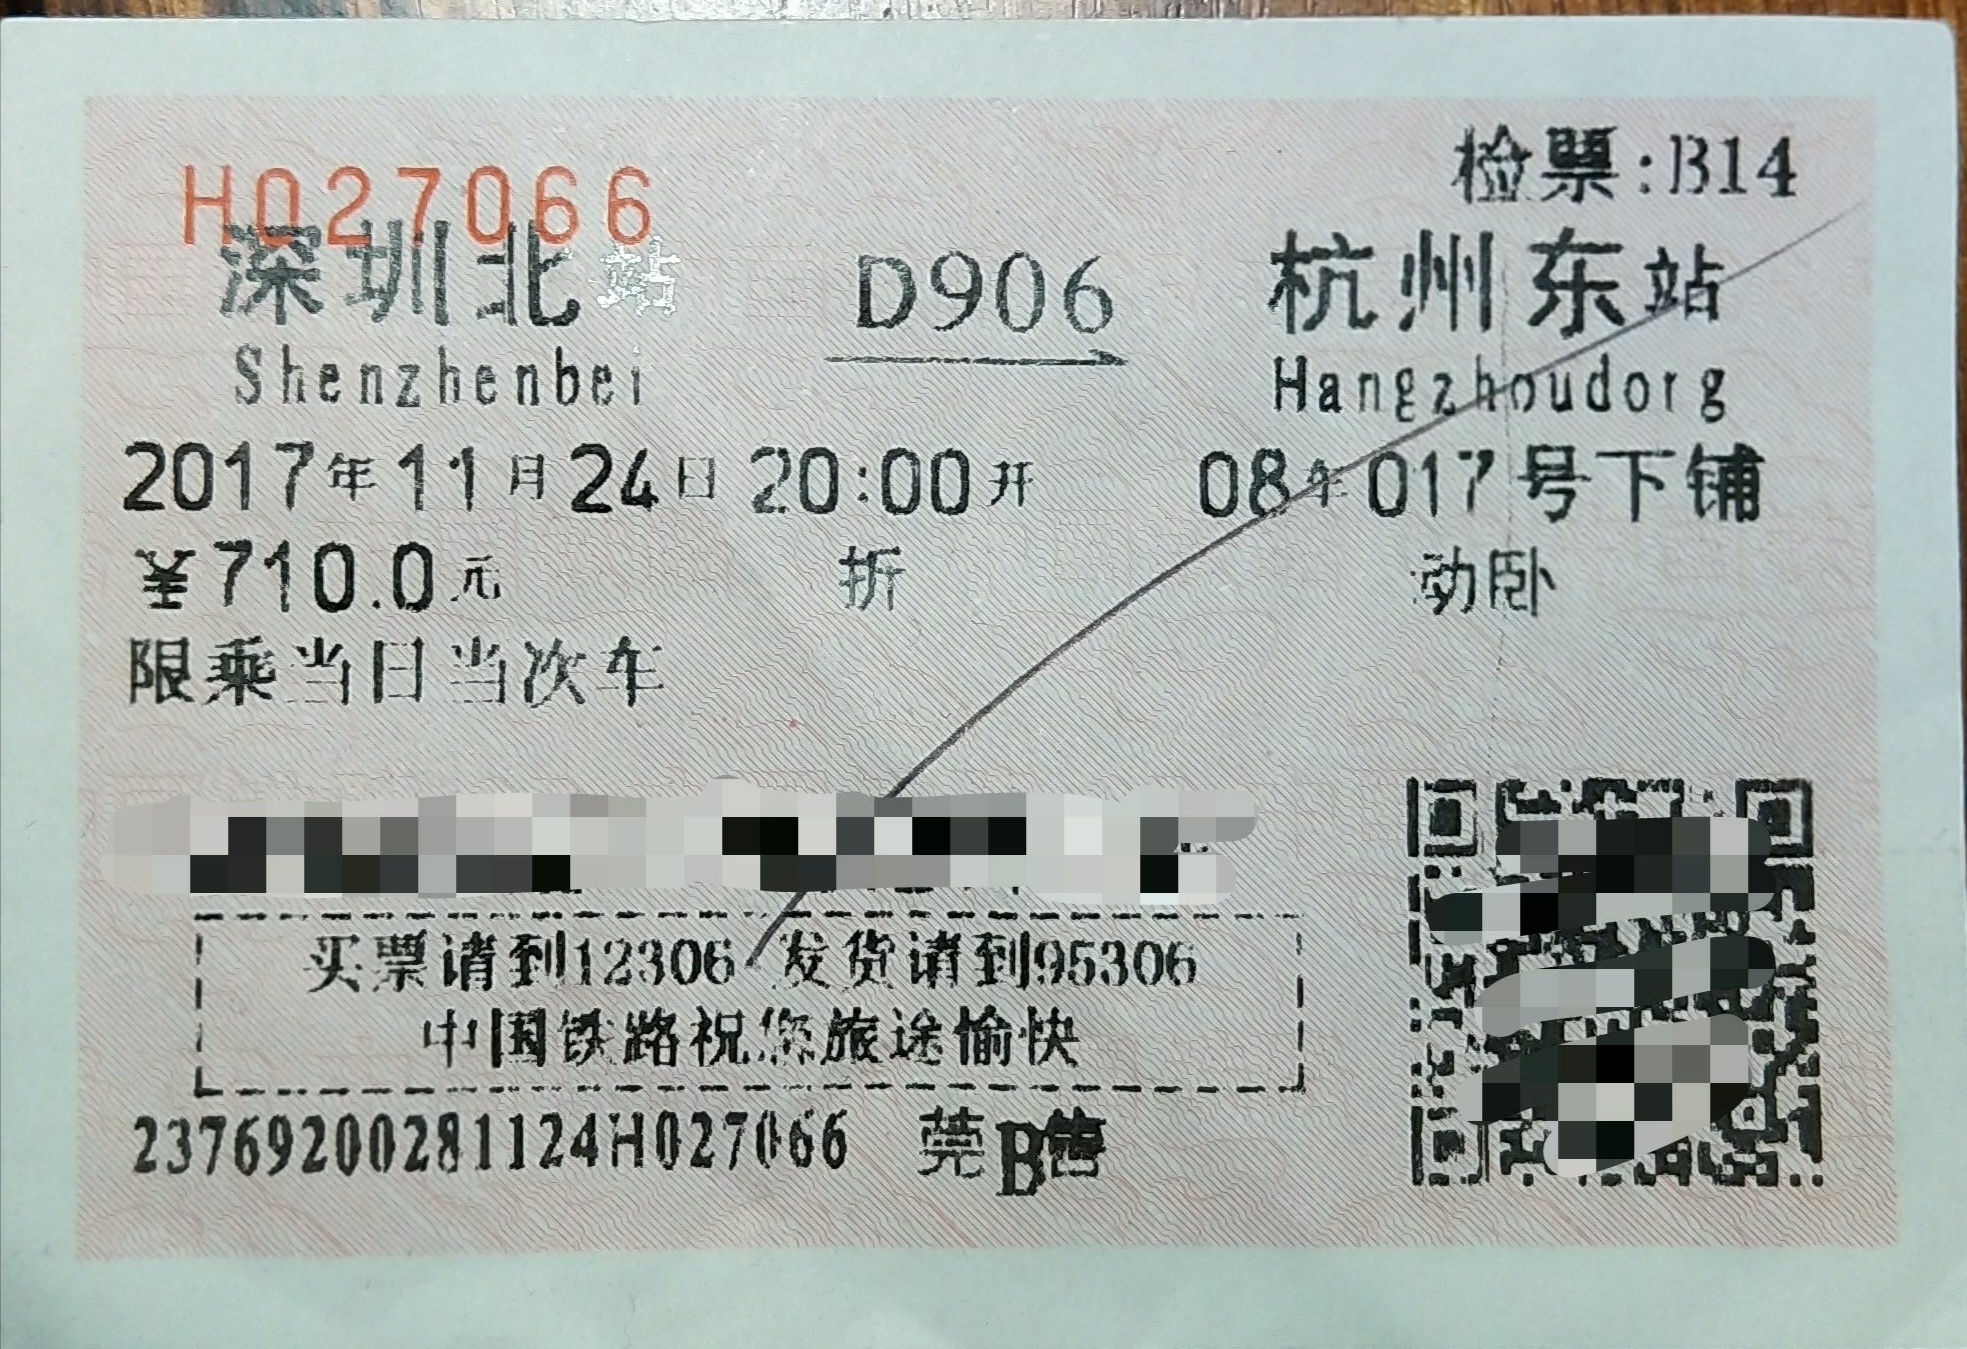 检票:B14
H027066
深圳北站 D906 杭州东站
Shenzhenbei Hangzhoudong
2017年11月24日 20:00开 08车017号下铺
¥710.0元 折 动卧
限乘当日当次车
买票请到12306 发货请到95306
中国铁路祝您旅途愉快
23769200281124H027066 莞B售